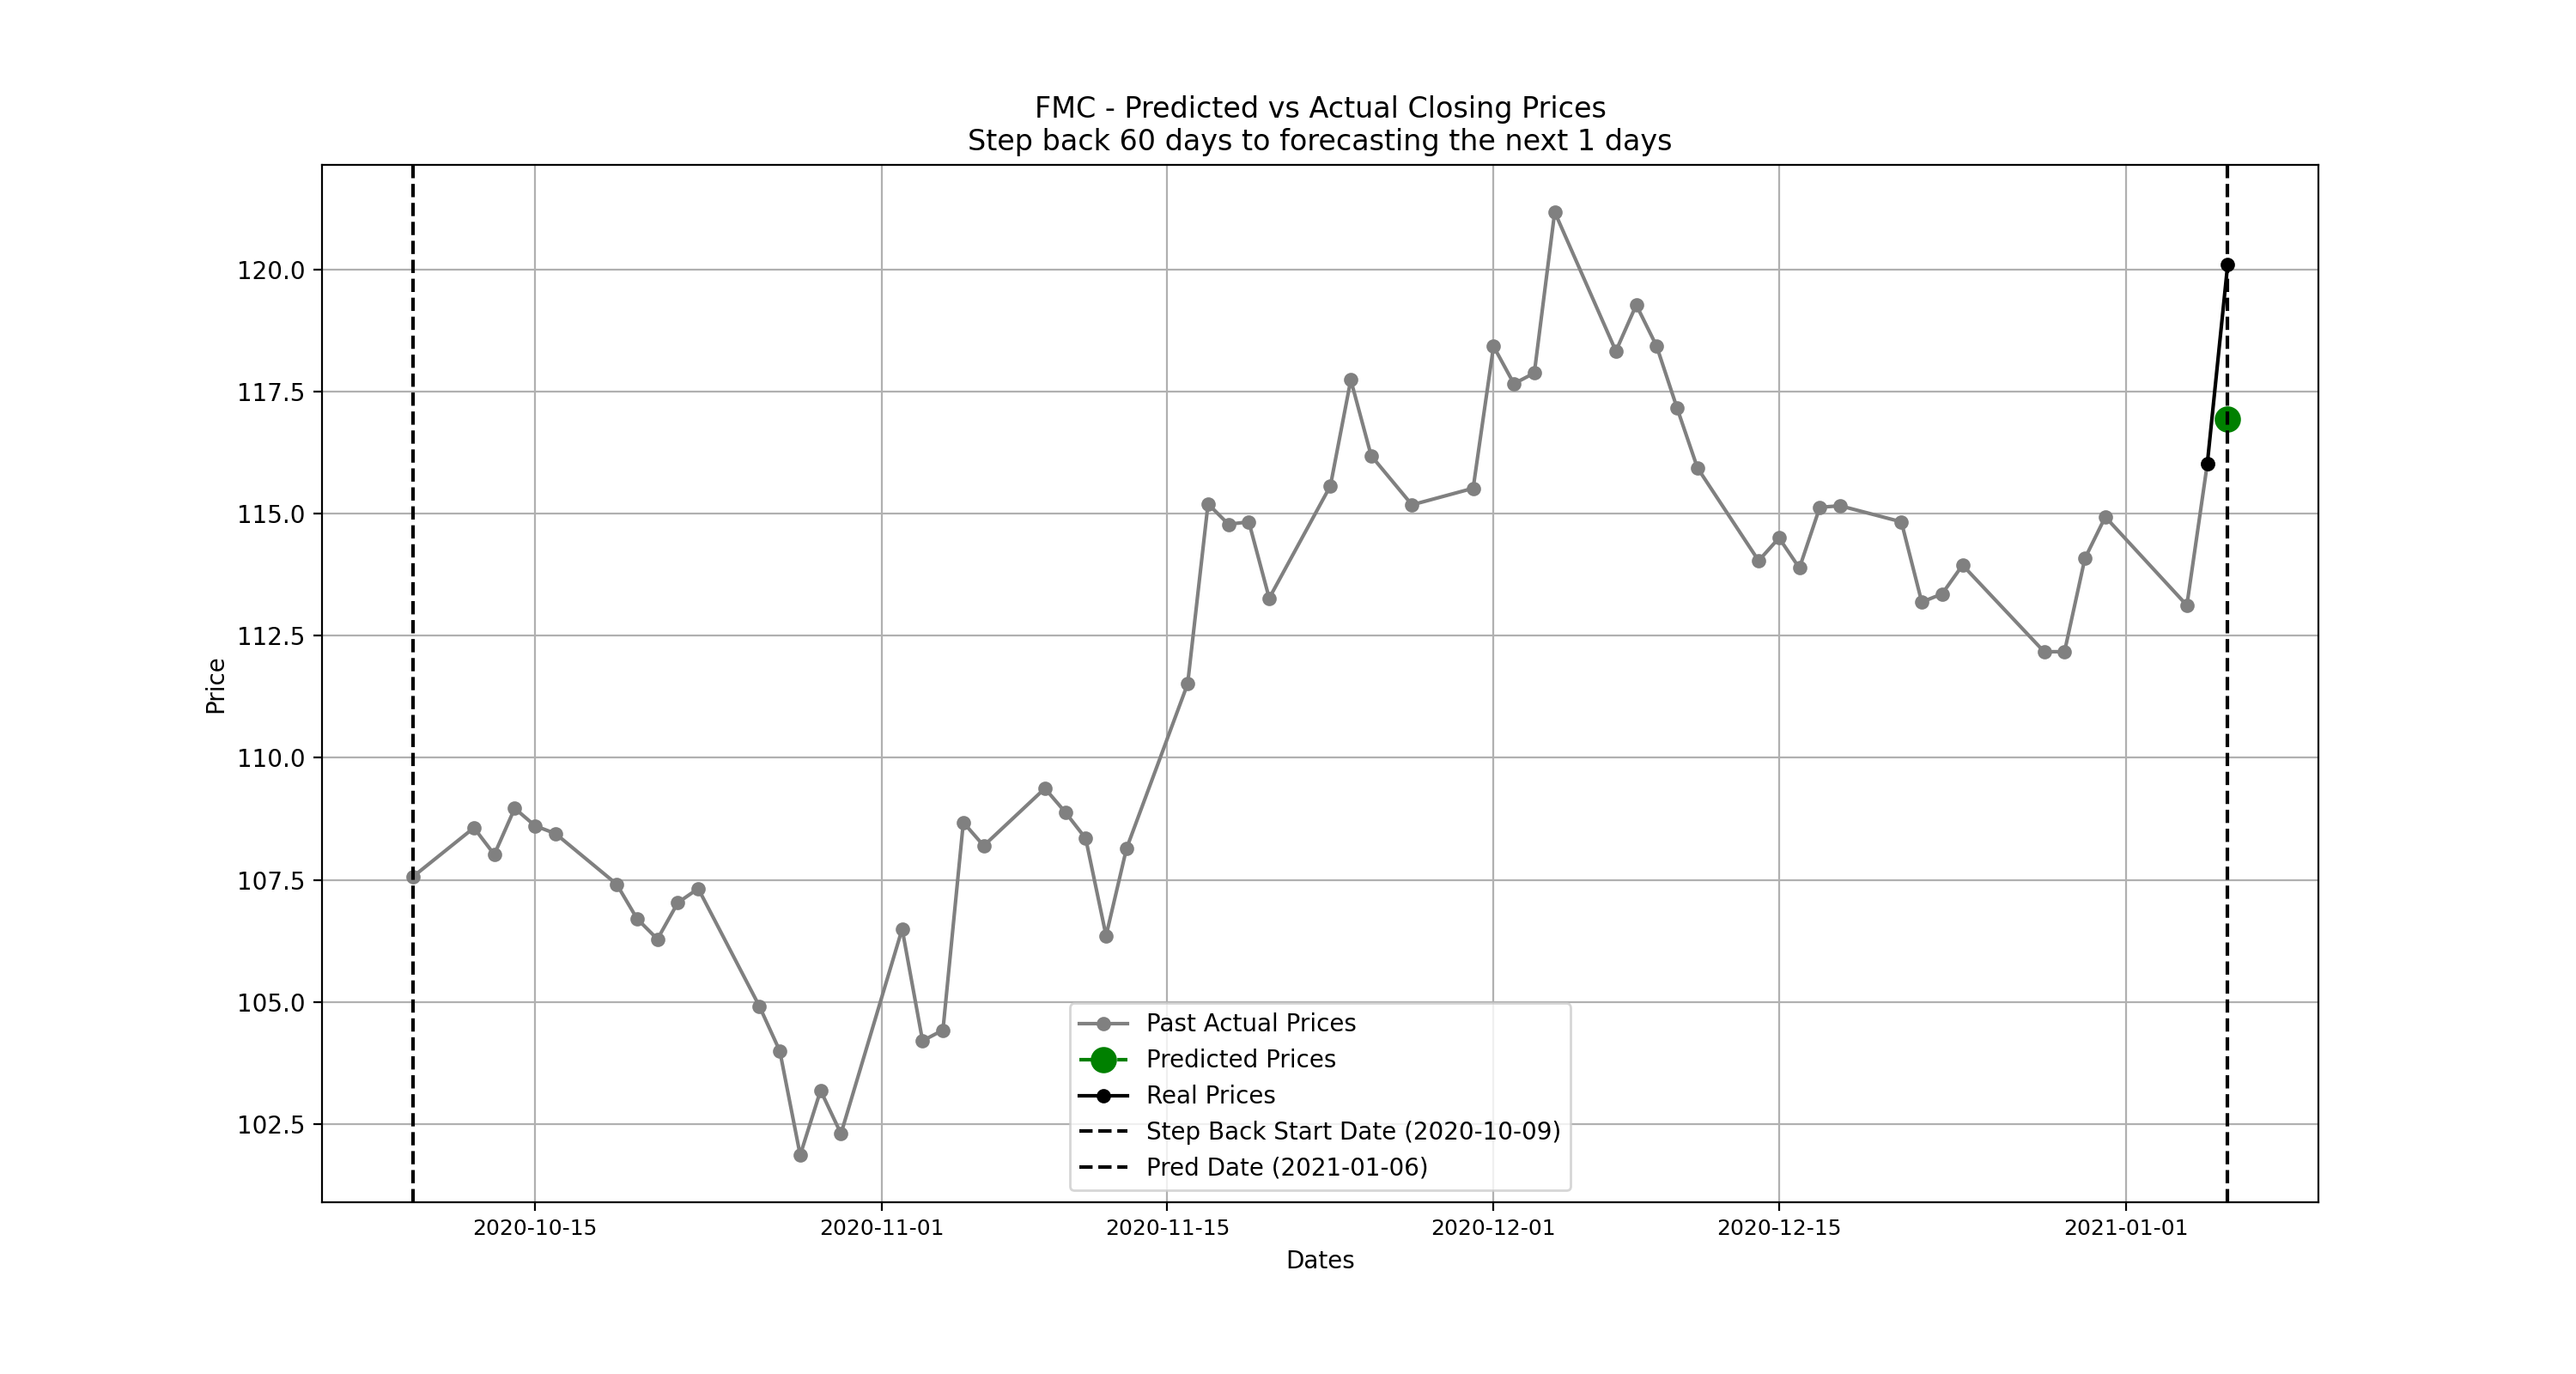 FMC - Predicted vs Actual Closing Prices
Step back 60 days to forecasting the next 1 days
Price
120.0
117.5
115.0
112.5
110.0
107.5
105.0
102.5
Past Actual Prices
Predicted Prices
Real Prices
Step Back Start Date (2020-10-09)
Pred Date (2021-01-06)
2020-10-15
2020-11-01
2020-11-15
2020-12-01
2020-12-15
2021-01-01
Dates